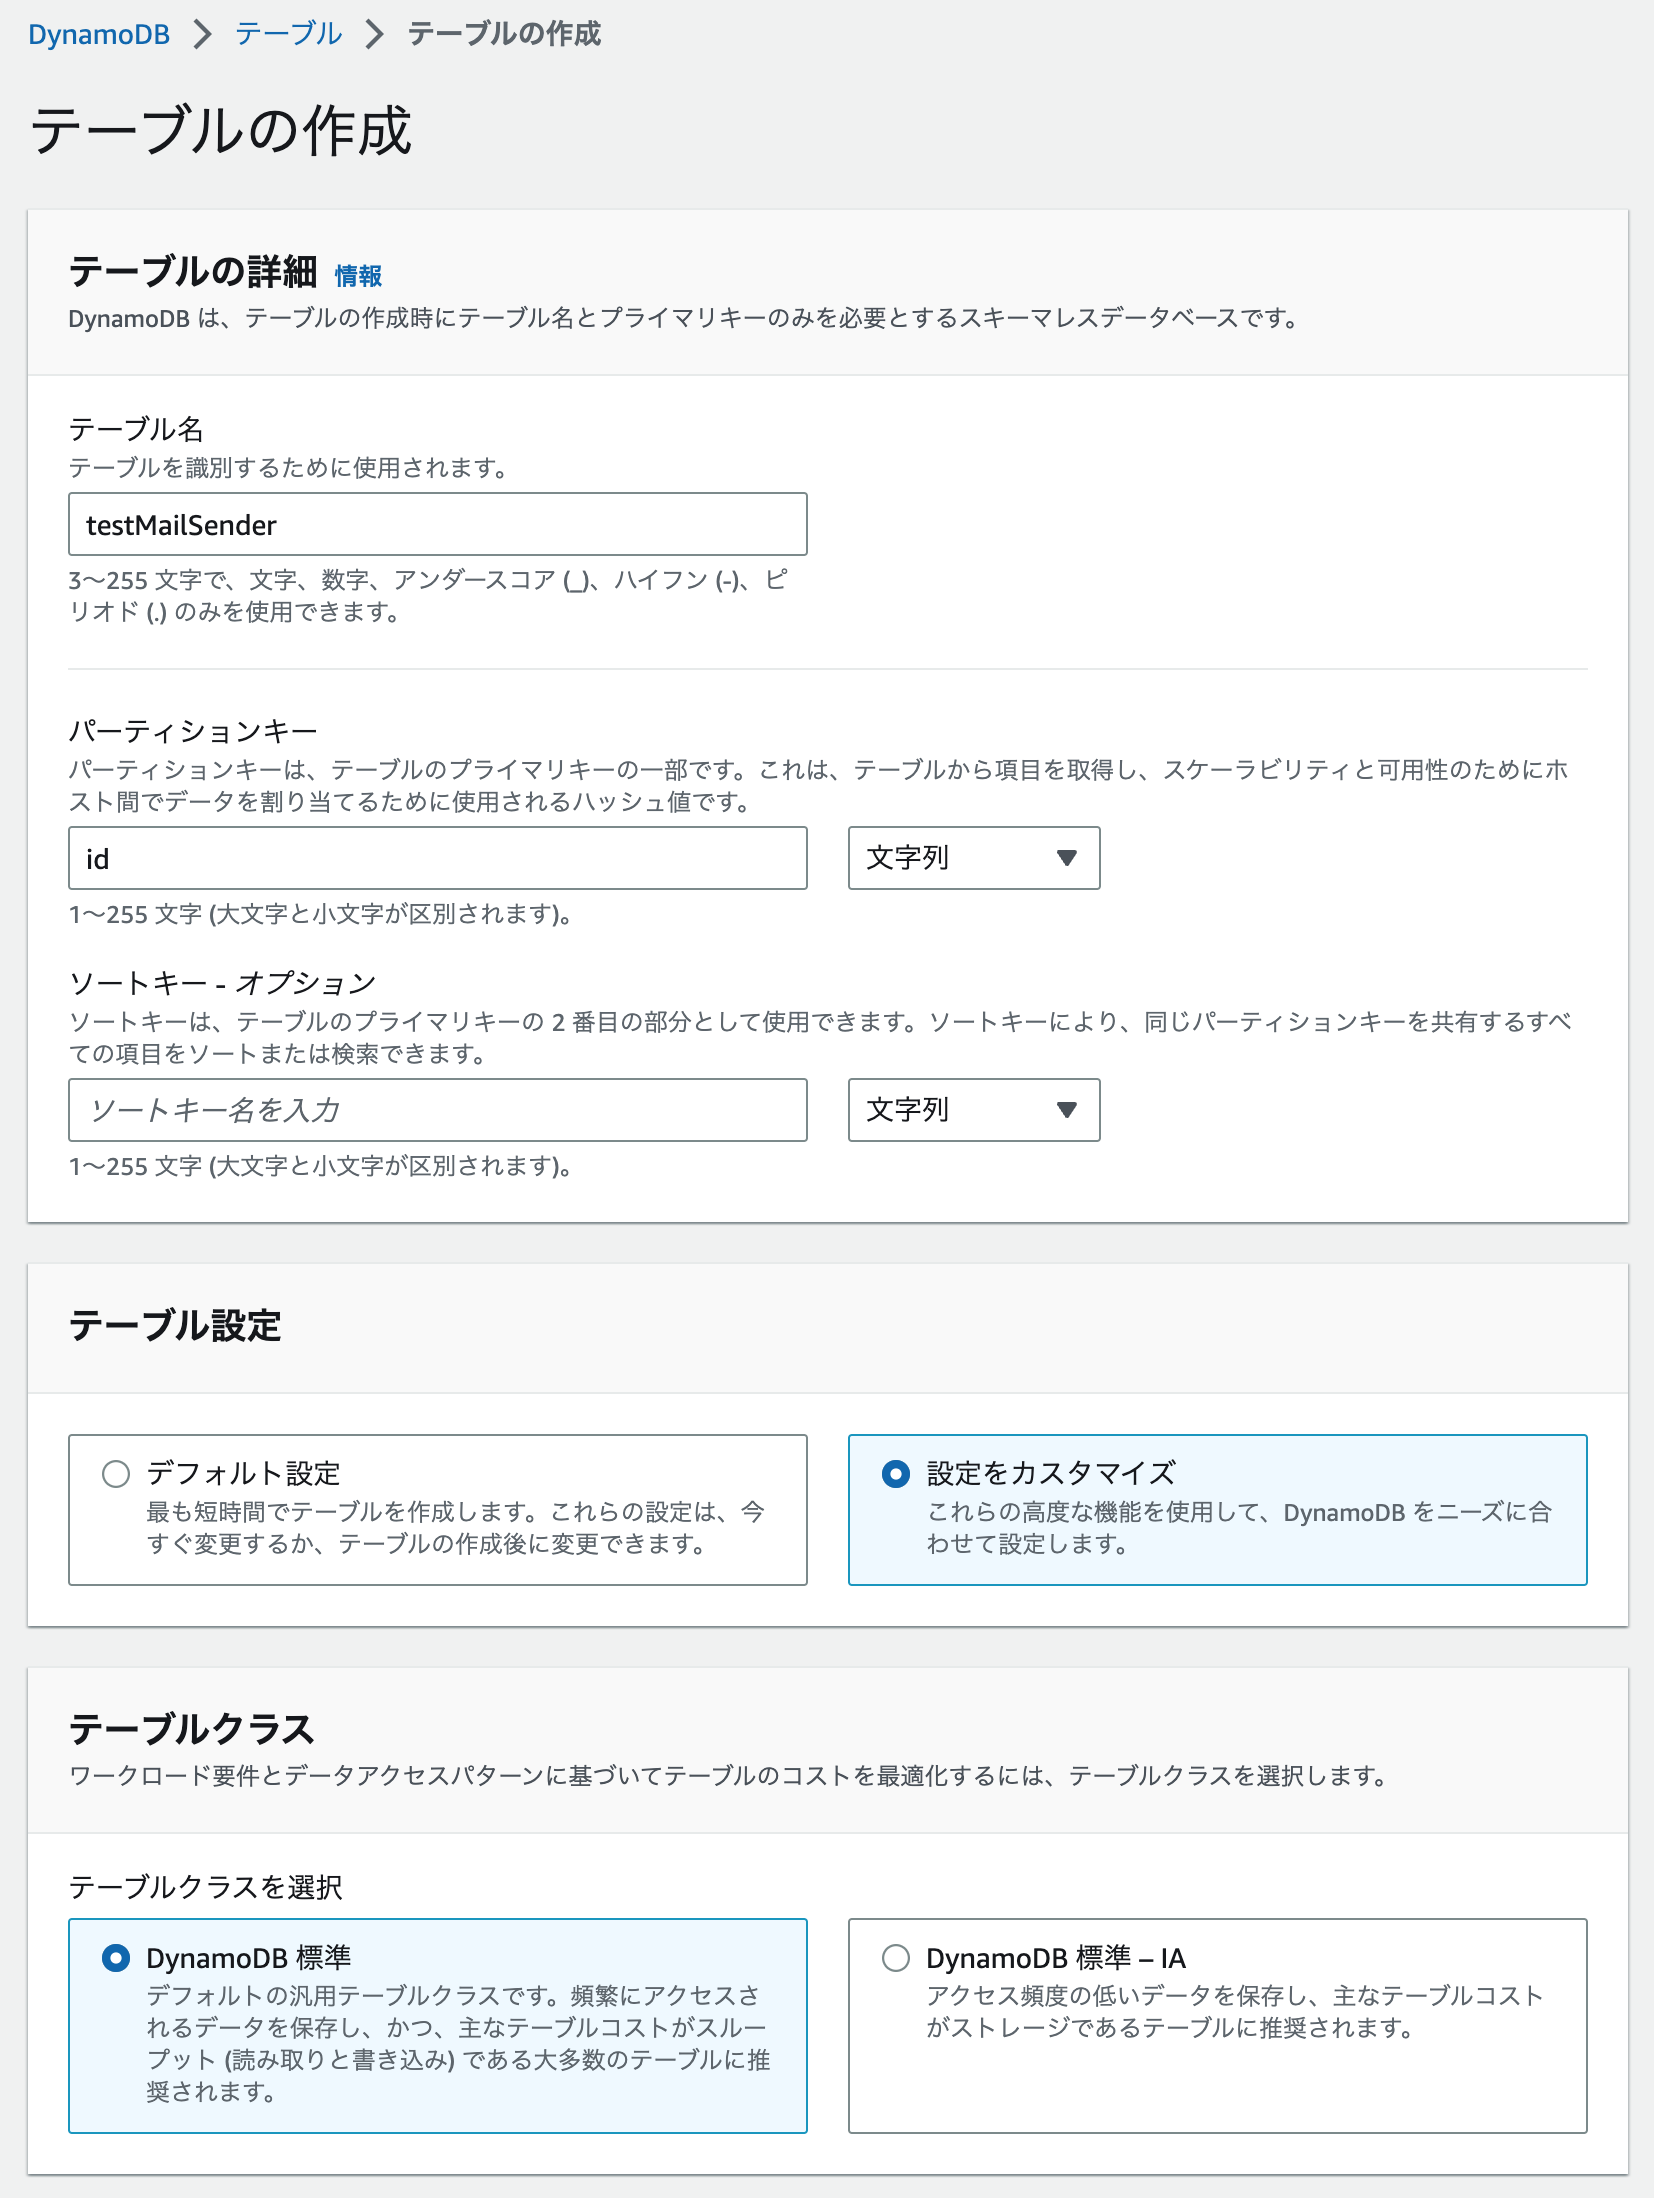 DynamoDB > テーブル > テーブルの作成
テーブルの作成
テーブルの詳細 情報
DynamoDB は、テーブルの作成時にテーブル名とプライマリキーのみを必要とするスキーマレスデータベースです。
テーブル名
テーブルを識別するために使用されます。
testMailSender
3～255 文字で、文字、数字、アンダースコア (_)、ハイフン (-)、ピ
リオド (.) のみを使用できます。
パーティションキー
パーティションキーは、テーブルのプライマリキーの一部です。これは、テーブルから項目を取得し、スケーラビリティと可用性のためにホ
スト間でデータを割り当てるために使用されるハッシュ値です。
id 文字列
1～255 文字 (大文字と小文字が区別されます)。
ソートキー - オプション
ソートキーは、テーブルのプライマリキーの 2 番目の部分として使用できます。ソートキーにより、同じパーティションキーを共有するすべ
ての項目をソートまたは検索できます。
ソートキー名を入力 文字列
1～255 文字 (大文字と小文字が区別されます)。
テーブル設定
デフォルト設定
最も短時間でテーブルを作成します。これらの設定は、今
すぐ変更するか、テーブルの作成後に変更できます。
設定をカスタマイズ
これらの高度な機能を使用して、DynamoDB をニーズに合
わせて設定します。
テーブルクラス
ワークロード要件とデータアクセスパターンに基づいてテーブルのコストを最適化するには、テーブルクラスを選択します。
テーブルクラスを選択
DynamoDB 標準
デフォルトの汎用テーブルクラスです。頻繁にアクセスさ
れるデータを保存し、かつ、主なテーブルコストがスルー
プット (読み取りと書き込み) である大多数のテーブルに推
奨されます。
DynamoDB 標準 – IA
アクセス頻度の低いデータを保存し、主なテーブルコスト
がストレージであるテーブルに推奨されます。